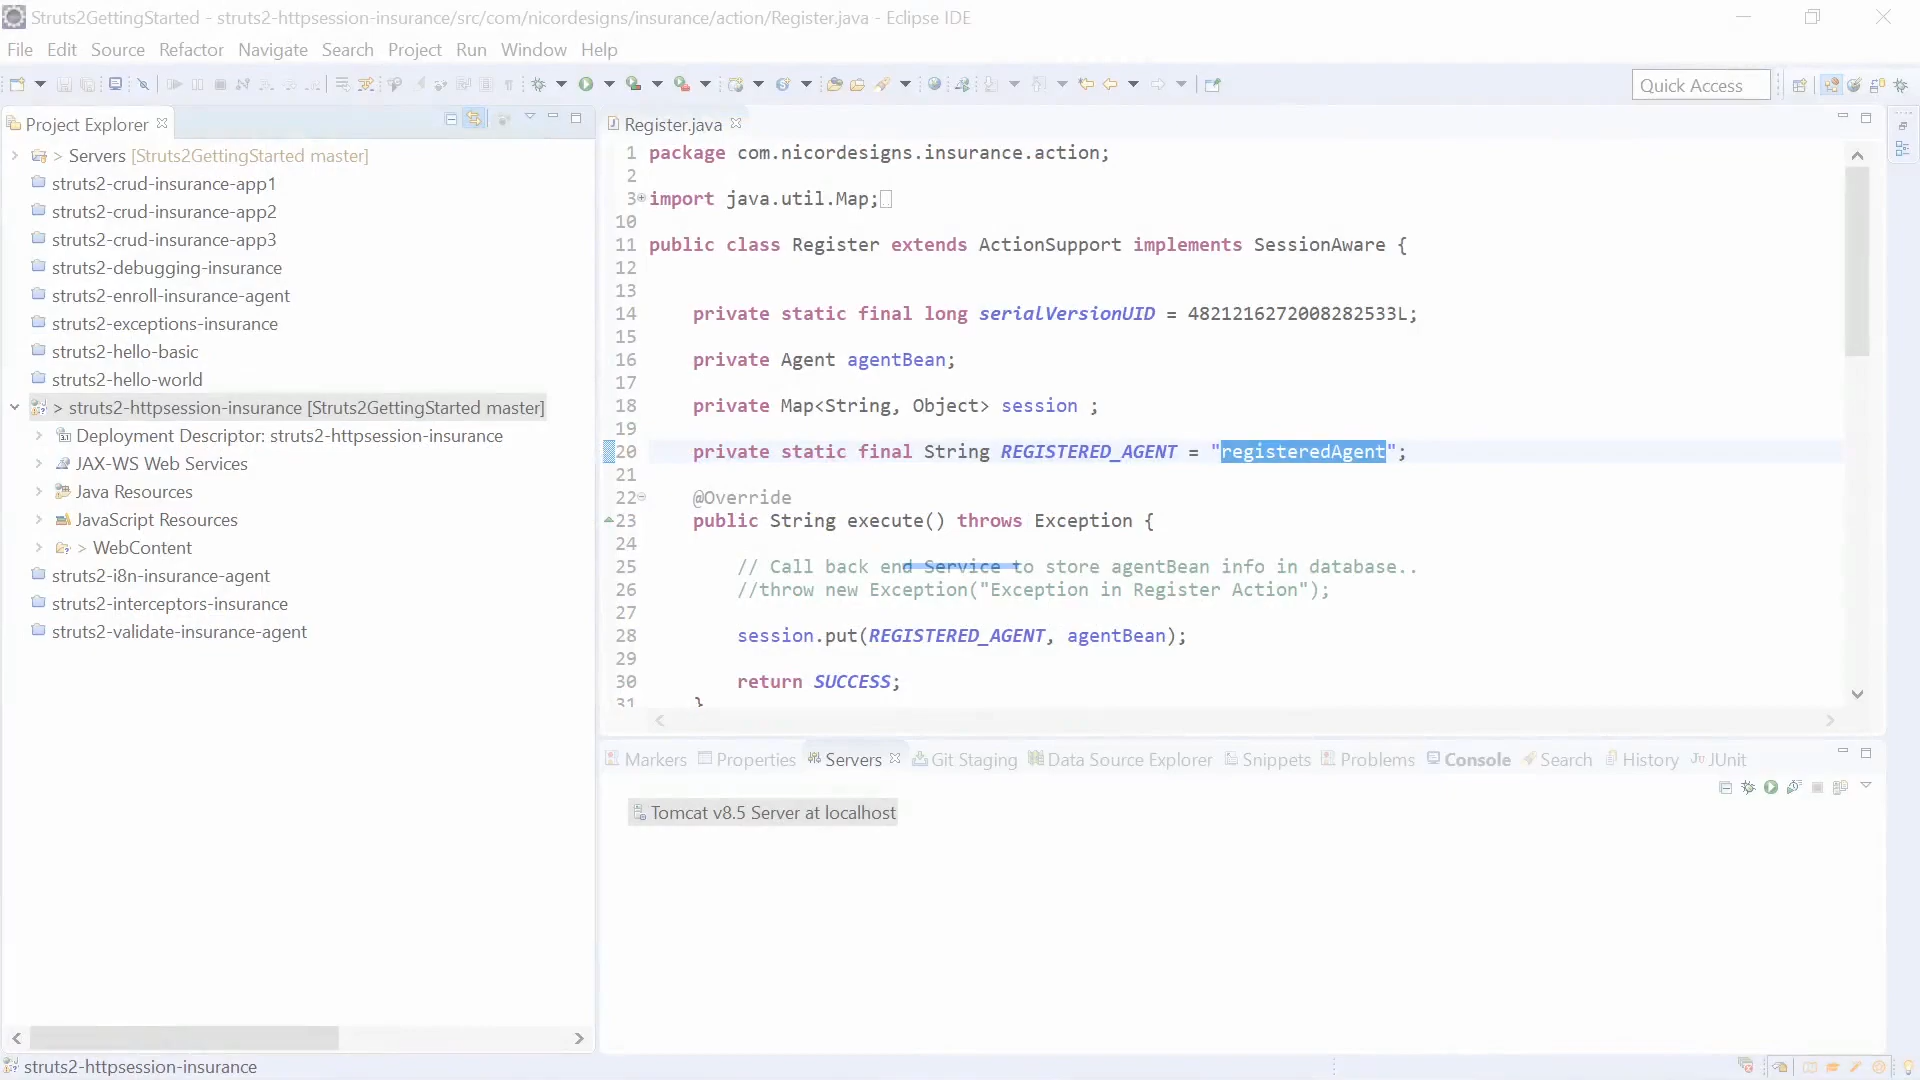 Struts2GettingStarted - struts2-httpsession-insurance/src/com/nicordesigns/insurance/action/Register.java - Eclipse IDE
File Edit Source Refactor Navigate Search Project Run Window Help
Quick Access
Project Explorer
> Servers [Struts2GettingStarted master]
struts2-crud-insurance-app1
struts2-crud-insurance-app2
struts2-crud-insurance-app3
struts2-debugging-insurance
struts2-enroll-insurance-agent
struts2-exceptions-insurance
struts2-hello-basic
struts2-hello-world
> struts2-httpsession-insurance [Struts2GettingStarted master]
Deployment Descriptor: struts2-httpsession-insurance
JAX-WS Web Services
Java Resources
JavaScript Resources
> WebContent
struts2-i8n-insurance-agent
struts2-interceptors-insurance
struts2-validate-insurance-agent
Register.java
1 package com.nicordesigns.insurance.action;
2
3 import java.util.Map;
10
11 public class Register extends ActionSupport implements SessionAware {
12
13
14 private static final long serialVersionUID = 4821216272008282533L;
15
16 private Agent agentBean;
17
18 private Map<String, Object> session ;
19
20 private static final String REGISTERED_AGENT = "registeredAgent";
21
22 @Override
23 public String execute() throws Exception {
24
25 // Call back end Service to store agentBean info in database..
26 //throw new Exception("Exception in Register Action");
27
28 session.put(REGISTERED_AGENT, agentBean);
29
30 return SUCCESS;
31 }
Markers Properties Servers Git Staging Data Source Explorer Snippets Problems Console Search History JUnit
Tomcat v8.5 Server at localhost
struts2-httpsession-insurance